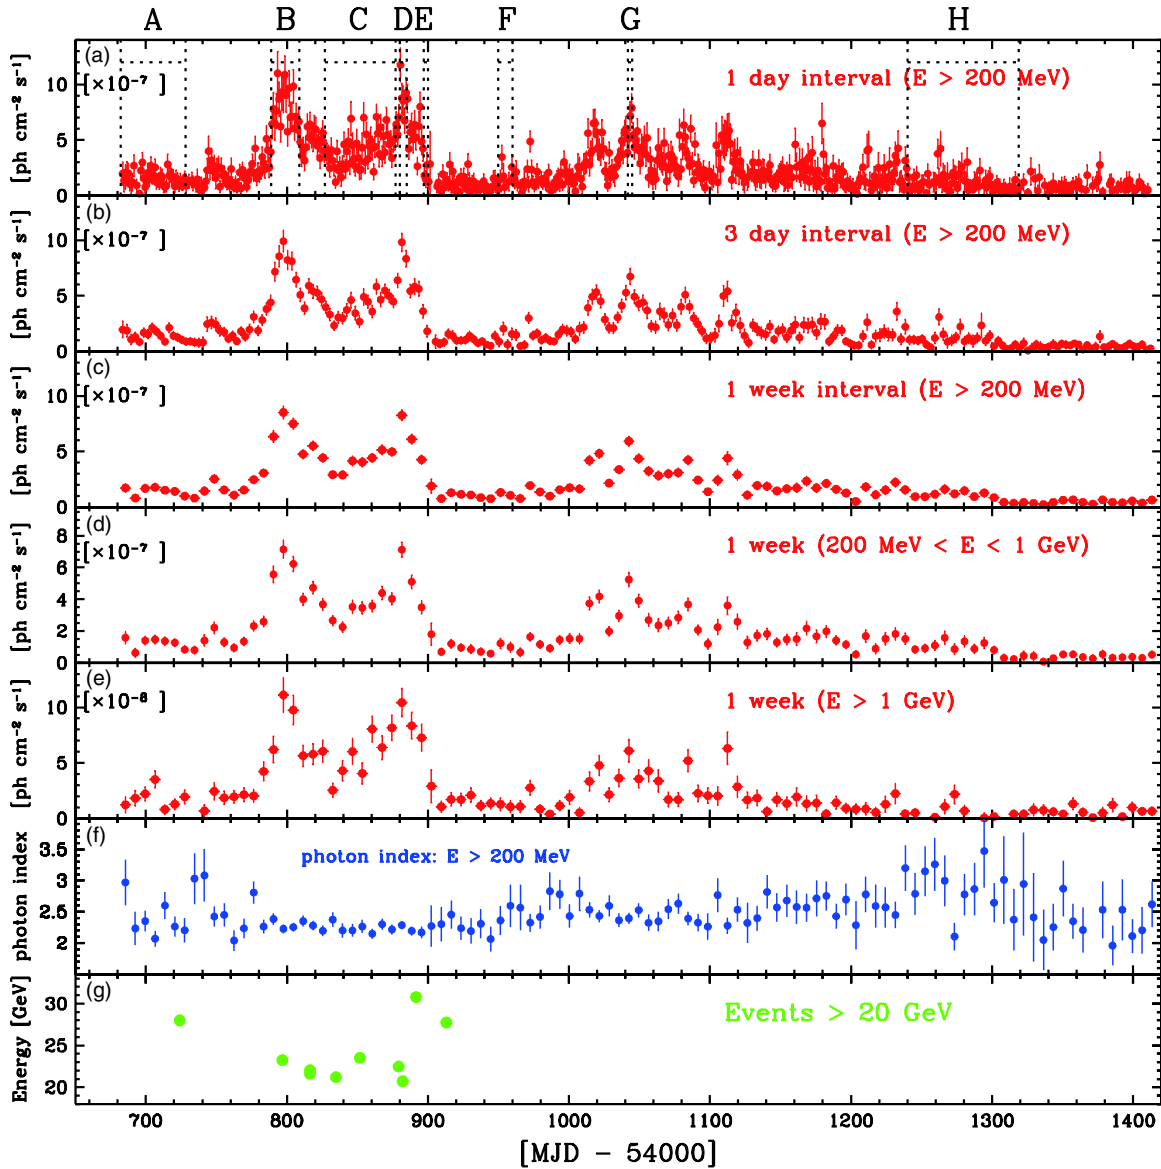 A B C D E F G H
(a)
[×10⁻⁷ ]
1 day interval (E > 200 MeV)
[ph cm⁻² s⁻¹]
10
5
0
(b)
[×10⁻⁷ ]
3 day interval (E > 200 MeV)
[ph cm⁻² s⁻¹]
10
5
0
(c)
[×10⁻⁷ ]
1 week interval (E > 200 MeV)
[ph cm⁻² s⁻¹]
10
5
0
(d)
[×10⁻⁷ ]
1 week (200 MeV < E < 1 GeV)
[ph cm⁻² s⁻¹]
8
6
4
2
0
(e)
[×10⁻⁸ ]
1 week (E > 1 GeV)
[ph cm⁻² s⁻¹]
10
5
0
(f)
photon index: E > 200 MeV
photon index
3.5
3
2.5
2
(g)
Events > 20 GeV
Energy [GeV]
30
25
20
700 800 900 1000 1100 1200 1300 1400
[MJD − 54000]